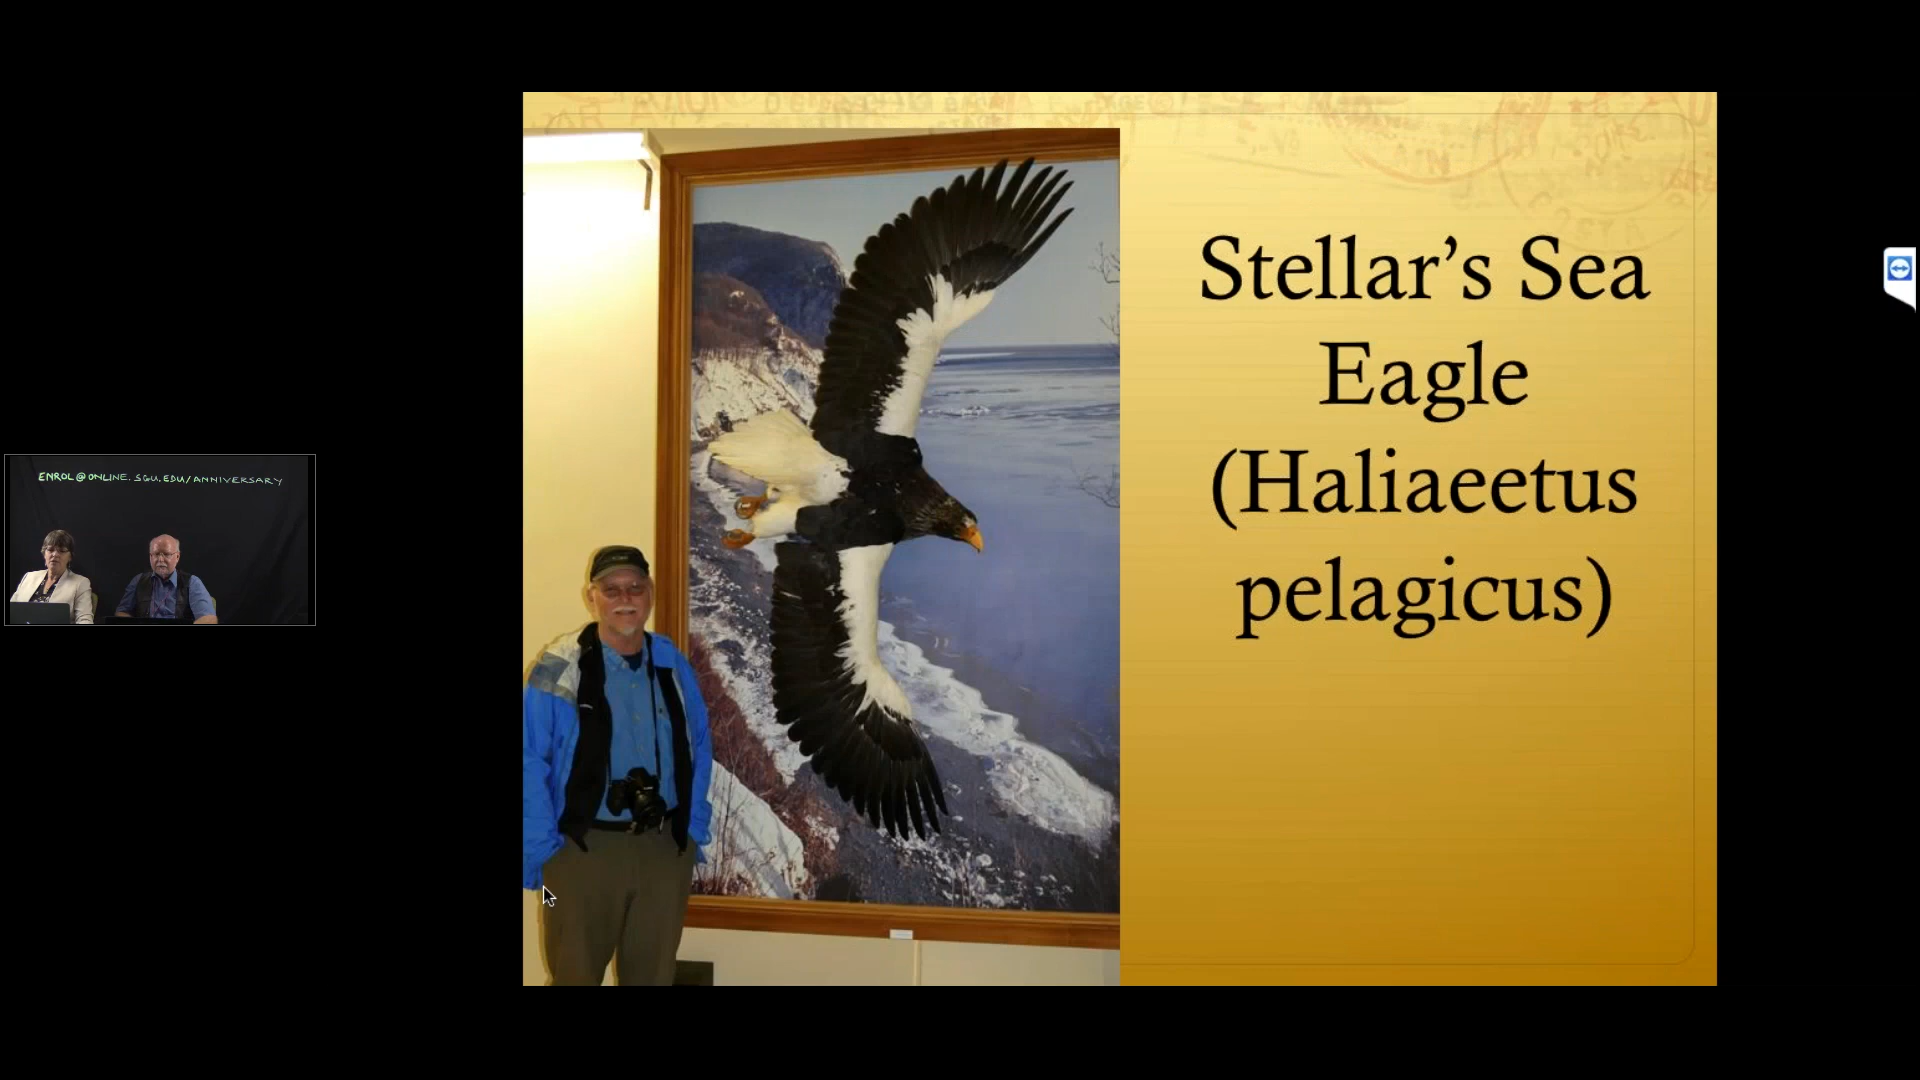 ENROL@ONLINE.SGU.EDU/ANNIVERSARY
Stellar’s Sea
Eagle
(Haliaeetus
pelagicus)